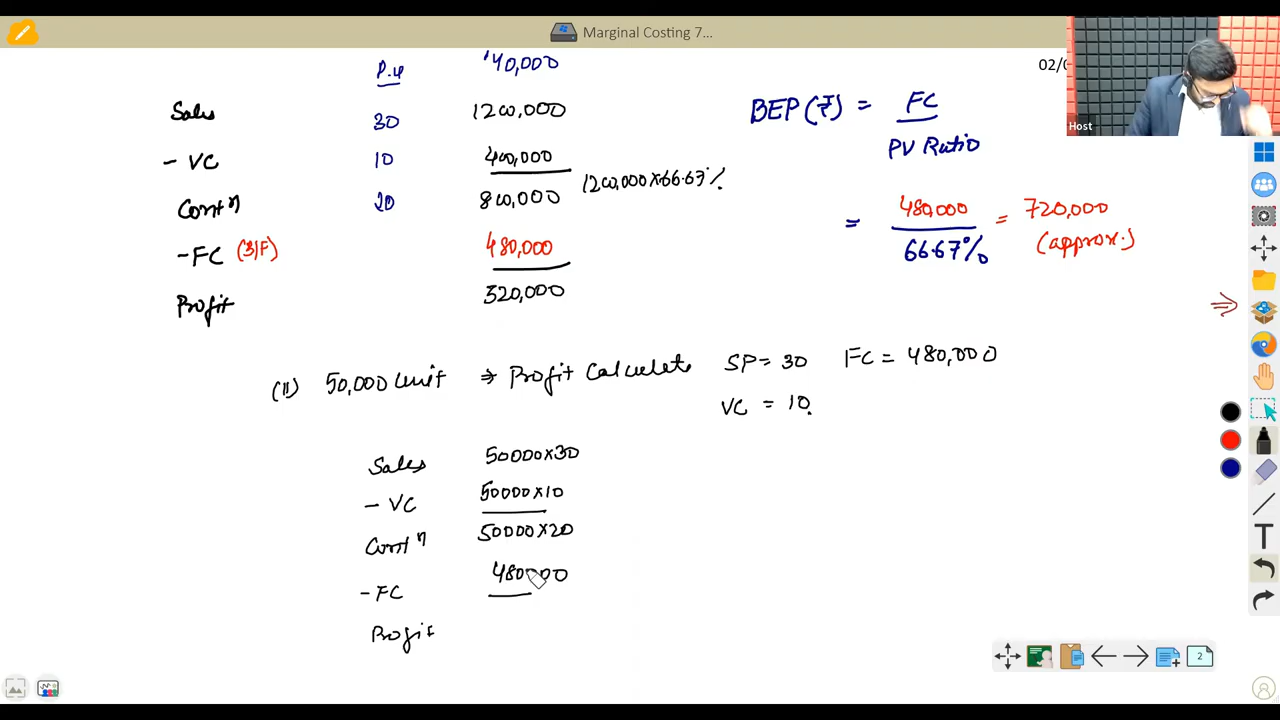 Marginal Costing 7...
02/0
Host
P.u 40,000
Sales 30 1200,000
- VC 10 400,000
Contⁿ 20 800,000 1200,000×66.67%
- FC (B/F) 480,000
Profit 320,000
BEP(₹) = FC
PV Ratio
= 480,000 = 720,000
66.67% (approx.)
(ii) 50,000 Unit ⇒ Profit Calculate SP = 30 FC = 480,000
VC = 10.
Sales 50000×30
- VC 50000×10
Contⁿ 50000×20
- FC 480000
Profit
T
2